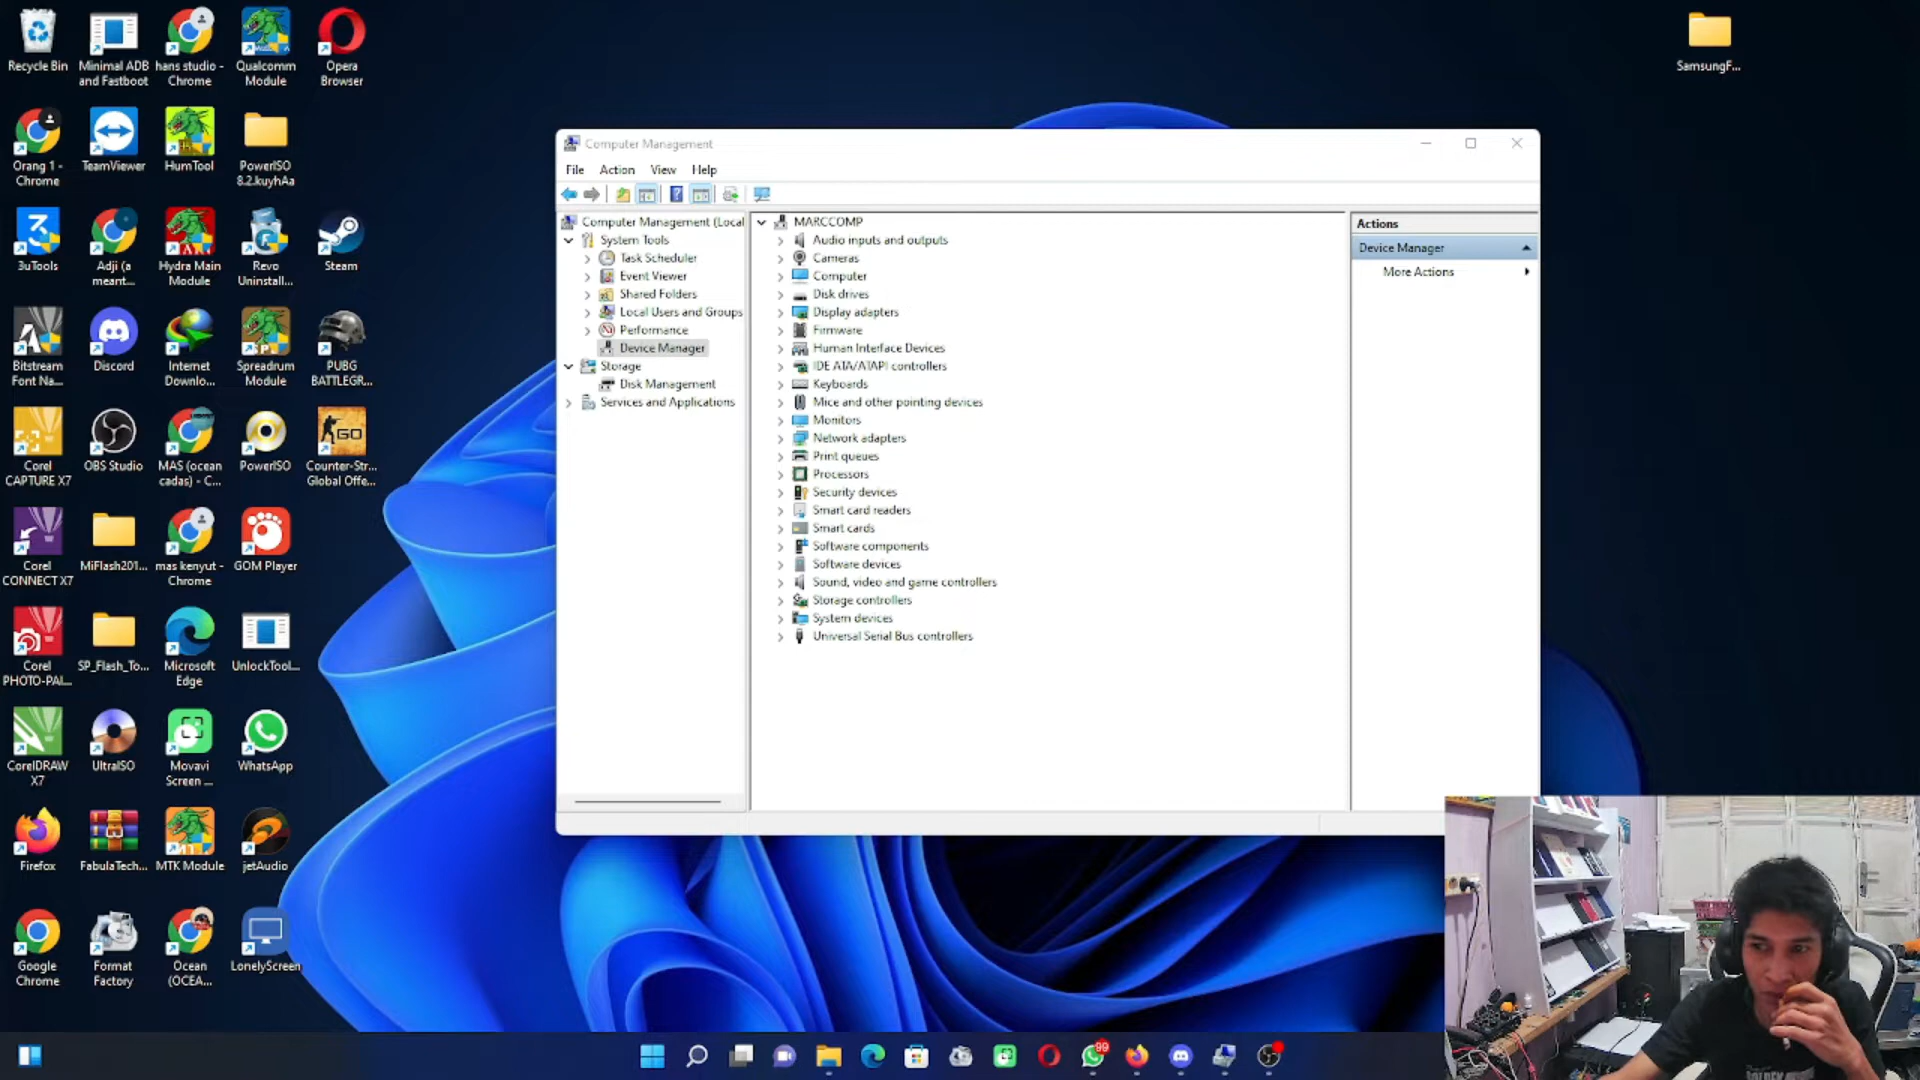 Recycle Bin
Minimal ADB
and Fastboot
hans studio -
Chrome
Qualcomm
Module
Opera
Browser
SamsungF...
Orang 1 -
Chrome
TeamViewer
HumTool
PowerISO
8.2.kuyhAa
3uTools
Adji (a
meant...
Hydra Main
Module
Revo
Uninstall...
Steam
Bitstream
Font Na...
Discord
Internet
Downlo...
Spreadrum
Module
PUBG
BATTLEGR...
Corel
CAPTURE X7
OBS Studio
MAS (ocean
cadas) - C...
PowerISO
Counter-Str...
Global Offe...
Corel
CONNECT X7
MiFlash201...
mas kenyut -
Chrome
GOM Player
Corel
PHOTO-PAI...
SP_Flash_To...
Microsoft
Edge
UnlockTool...
CorelDRAW
X7
UltraISO
Movavi
Screen ...
WhatsApp
Firefox
FabulaTech...
MTK Module
jetAudio
Google
Chrome
Format
Factory
Ocean
(OCEA...
LonelyScreen
Computer Management
File Action View Help
Computer Management (Local
System Tools
Task Scheduler
Event Viewer
Shared Folders
Local Users and Groups
Performance
Device Manager
Storage
Disk Management
Services and Applications
MARCCOMP
Audio inputs and outputs
Cameras
Computer
Disk drives
Display adapters
Firmware
Human Interface Devices
IDE ATA/ATAPI controllers
Keyboards
Mice and other pointing devices
Monitors
Network adapters
Print queues
Processors
Security devices
Smart card readers
Smart cards
Software components
Software devices
Sound, video and game controllers
Storage controllers
System devices
Universal Serial Bus controllers
Actions
Device Manager
More Actions
99